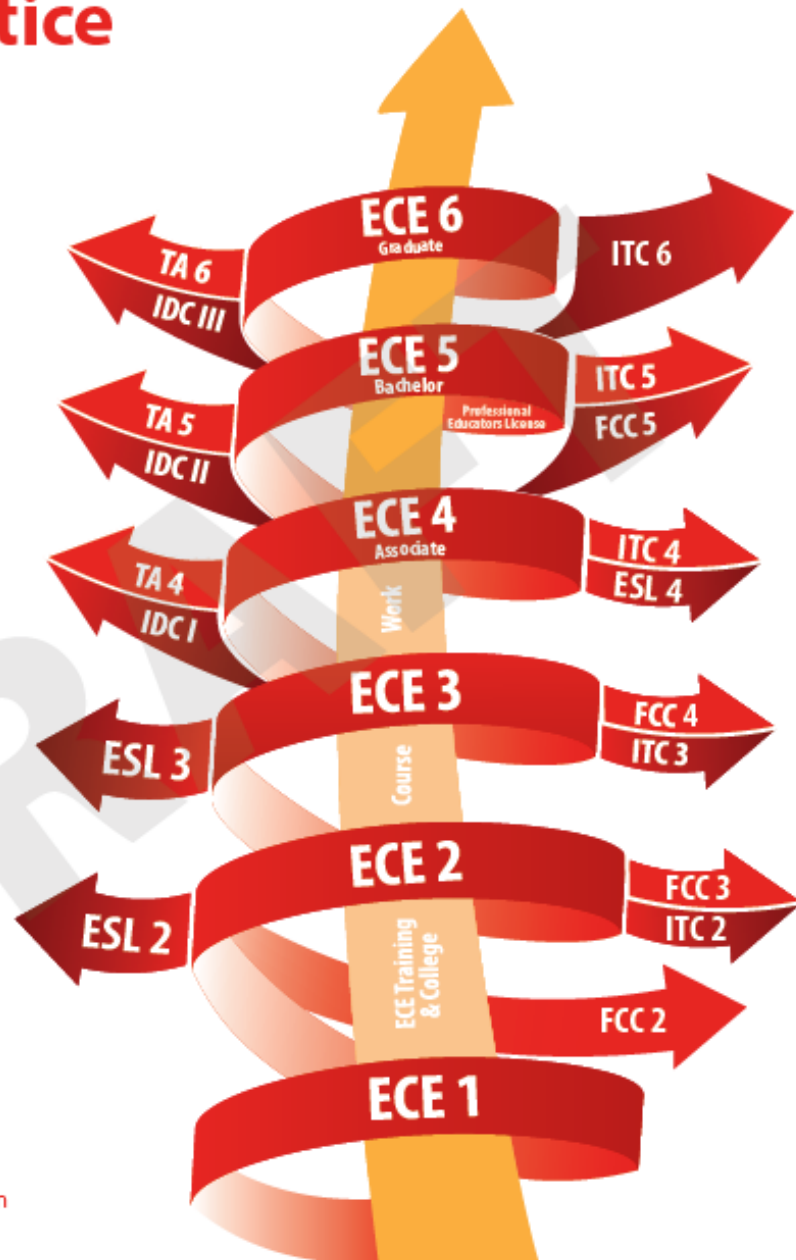 tice
ECE 6
Graduate
TA 6
IDC III
ITC 6
ECE 5
Bachelor
Professional
Educators License
TA 5
IDC II
ITC 5
FCC 5
ECE 4
Associate
TA 4
IDC I
ITC 4
ESL 4
Work
ECE 3
ESL 3
FCC 4
ITC 3
Course
ECE 2
ESL 2
FCC 3
ITC 2
ECE Training
& College
FCC 2
ECE 1
n
RAFT